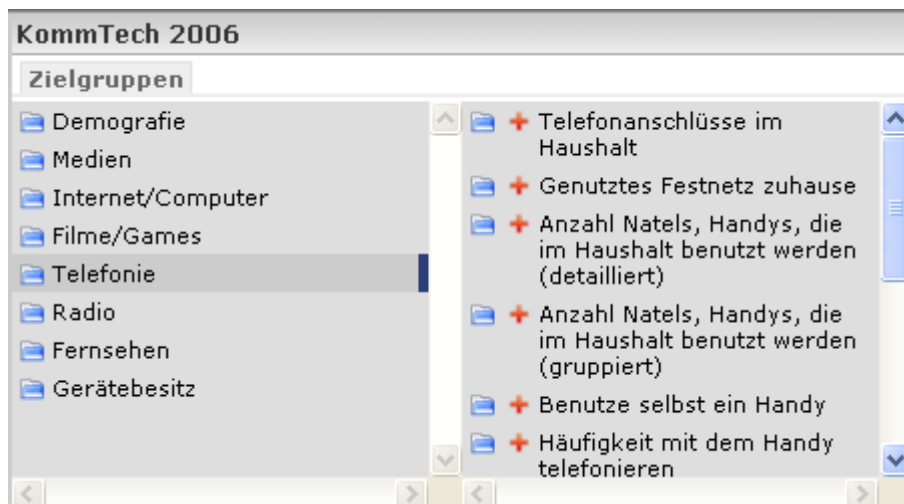 KommTech 2006
Zielgruppen
Demografie
Medien
Internet/Computer
Filme/Games
Telefonie
Radio
Fernsehen
Gerätebesitz
Telefonanschlüsse im
Haushalt
Genutztes Festnetz zuhause
Anzahl Natels, Handys, die
im Haushalt benutzt werden
(detailliert)
Anzahl Natels, Handys, die
im Haushalt benutzt werden
(gruppiert)
Benutze selbst ein Handy
Häufigkeit mit dem Handy
telefonieren